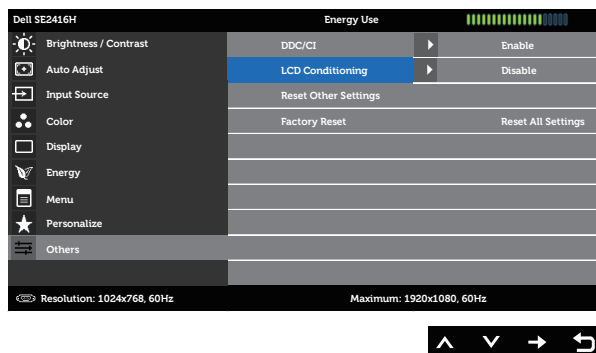 Dell SE2416H Energy Use
Brightness / Contrast DDC/CI Enable
Auto Adjust LCD Conditioning Disable
Input Source Reset Other Settings
Color Factory Reset Reset All Settings
Display
Energy
Menu
Personalize
Others
Resolution: 1024x768, 60Hz Maximum: 1920x1080, 60Hz